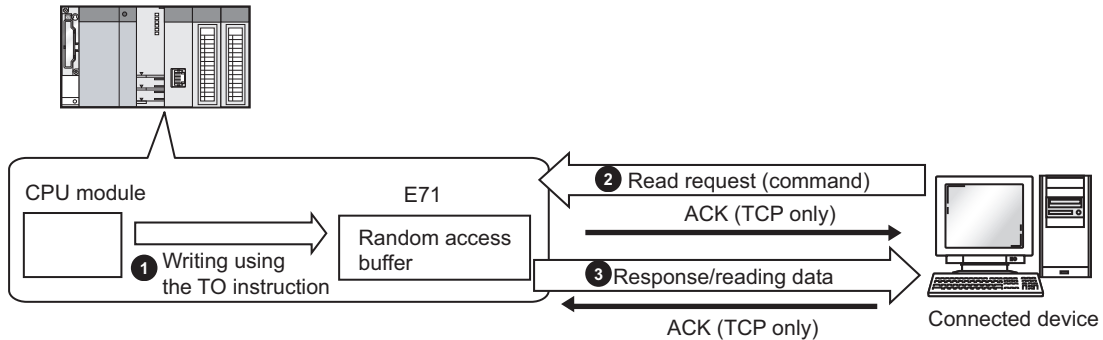 CPU module
E71
Random access
buffer
1 Writing using
the TO instruction
2 Read request (command)
ACK (TCP only)
3 Response/reading data
ACK (TCP only)
Connected device